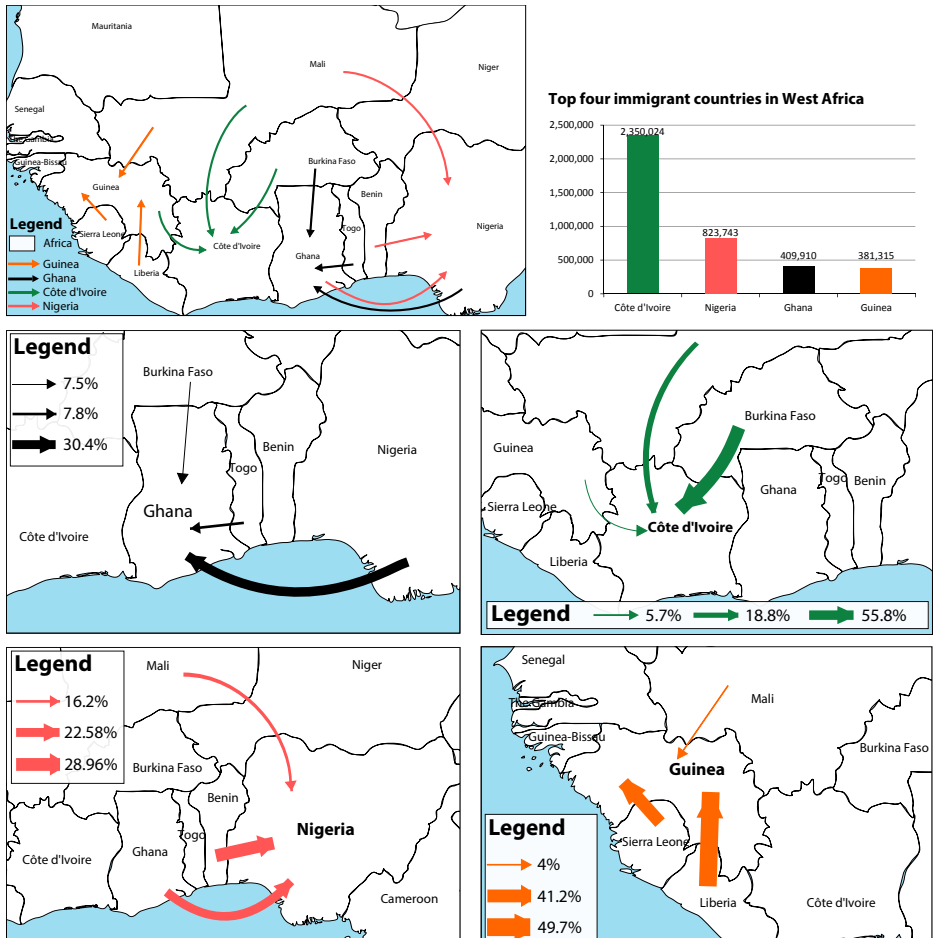 Mauritania
Mali
Niger
Senegal
The Gambia
Guinea-Bissau
Guinea
Burkina Faso
Benin
Togo
Nigeria
Sierra Leone
Côte d'Ivoire
Ghana
Liberia
Legend
Africa
Guinea
Ghana
Côte d'Ivoire
Nigeria
Top four immigrant countries in West Africa
2,500,000
2,000,000
1,500,000
1,000,000
500,000
0
2,350,024
823,743
409,910
381,315
Côte d'Ivoire
Nigeria
Ghana
Guinea
Legend
7.5%
7.8%
30.4%
Burkina Faso
Benin
Nigeria
Togo
Ghana
Côte d'Ivoire
Burkina Faso
Guinea
Togo
Benin
Ghana
Sierra Leone
Côte d'Ivoire
Liberia
Legend
5.7%
18.8%
55.8%
Legend
16.2%
22.58%
28.96%
Mali
Niger
Burkina Faso
Benin
Togo
Nigeria
Ghana
Côte d'Ivoire
Cameroon
Senegal
The Gambia
Mali
Guinea-Bissau
Burkina Faso
Guinea
Sierra Leone
Liberia
Côte d'Ivoire
Legend
4%
41.2%
49.7%